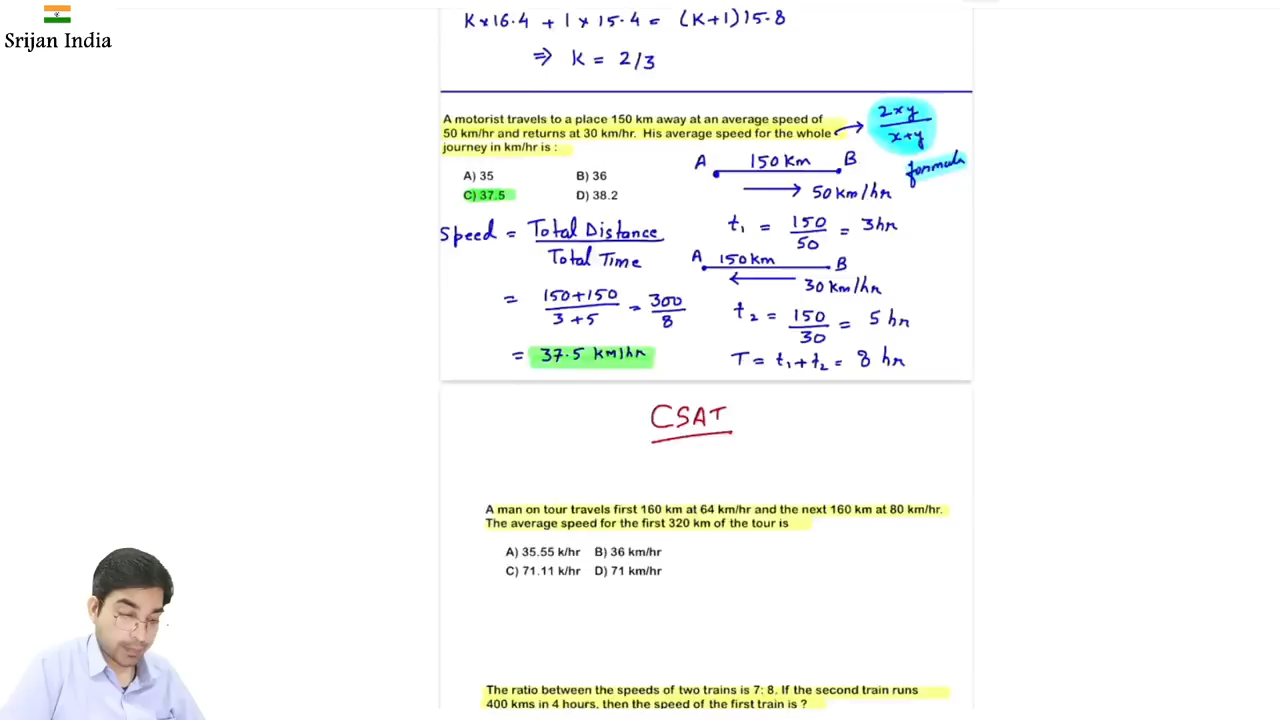 Srijan India
K×16.4 + 1×15.4 = (K+1)15.8
⇒ K = 2/3
A motorist travels to a place 150 km away at an average speed of
50 km/hr and returns at 30 km/hr. His average speed for the whole
journey in km/hr is :
A) 35 B) 36
C) 37.5 D) 38.2
2xy
x+y
formula
A 150 Km B
50 km/hr
t₁ = 150/50 = 3hr
A 150km B
30 km/hr
t₂ = 150/30 = 5 hr
T = t₁+t₂ = 8 hr
Speed = Total Distance
Total Time
= 150+150/3+5 = 300/8
= 37.5 km/hr
CSAT
A man on tour travels first 160 km at 64 km/hr and the next 160 km at 80 km/hr.
The average speed for the first 320 km of the tour is
A) 35.55 k/hr B) 36 km/hr
C) 71.11 k/hr D) 71 km/hr
The ratio between the speeds of two trains is 7: 8. If the second train runs
400 kms in 4 hours, then the speed of the first train is ?